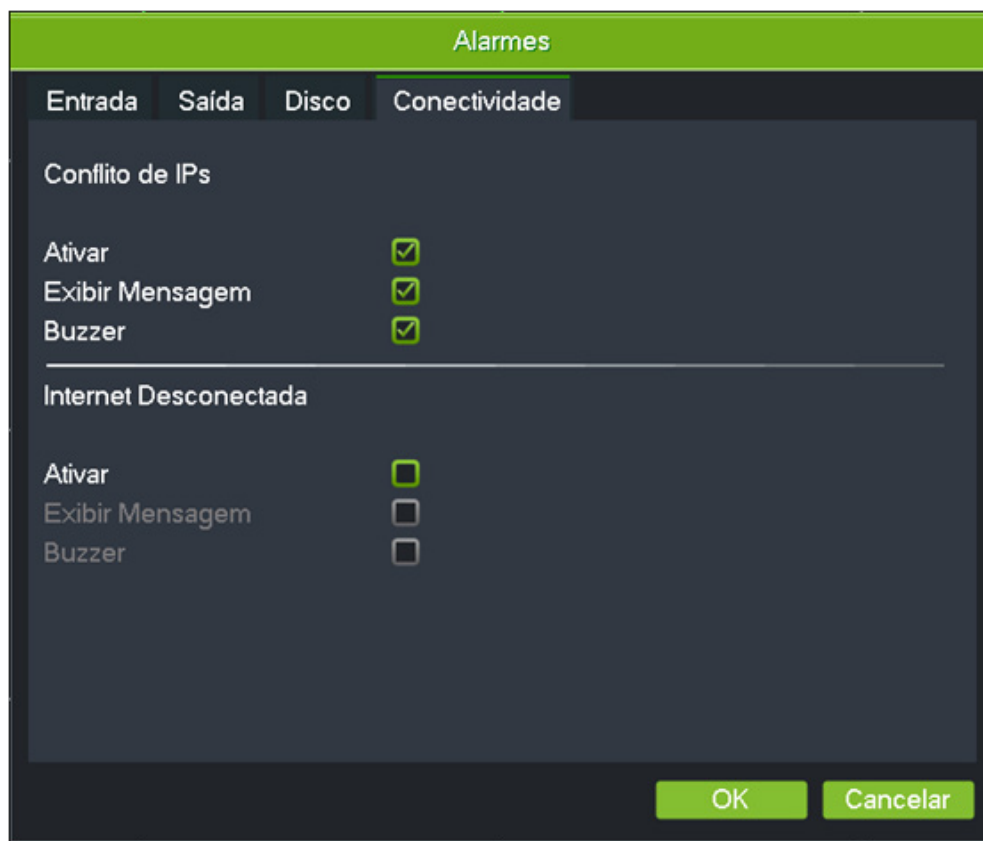 Alarmes
Entrada Saída Disco Conectividade
Conflito de IPs
Ativar
Exibir Mensagem
Buzzer
Internet Desconectada
Ativar
Exibir Mensagem
Buzzer
OK Cancelar